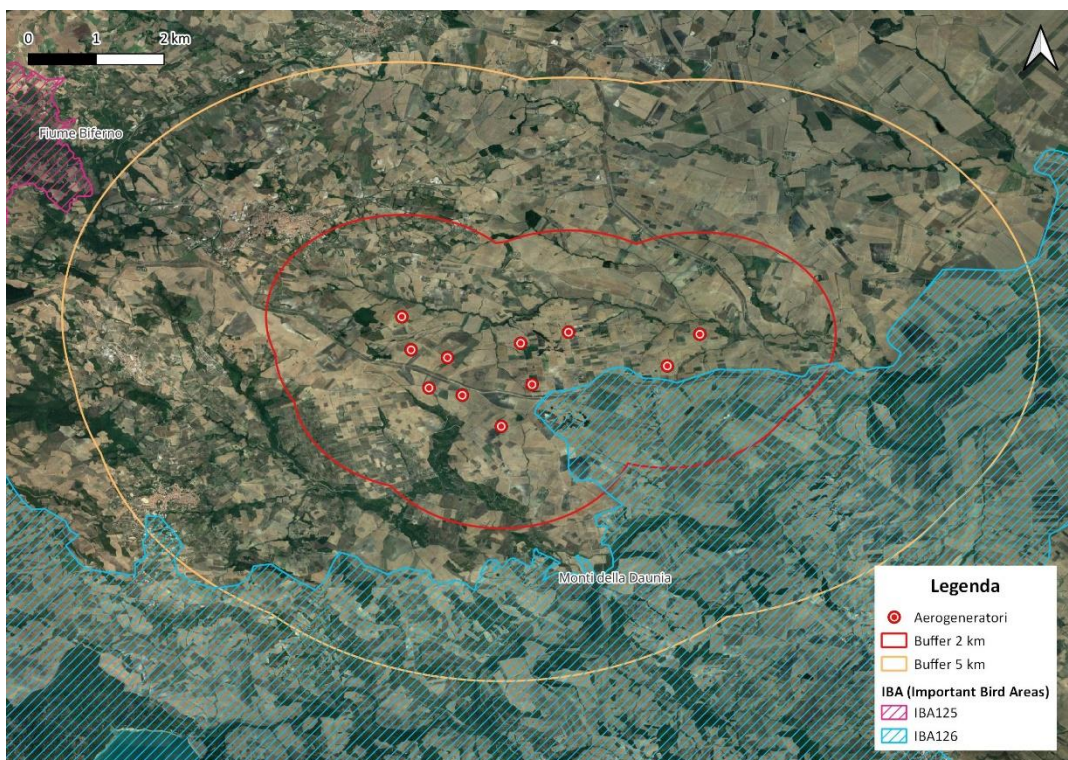 0 1 2 km
Fiume Biferno
Monti della Daunia
Legenda
Aerogeneratori
Buffer 2 km
Buffer 5 km
IBA (Important Bird Areas)
IBA125
IBA126